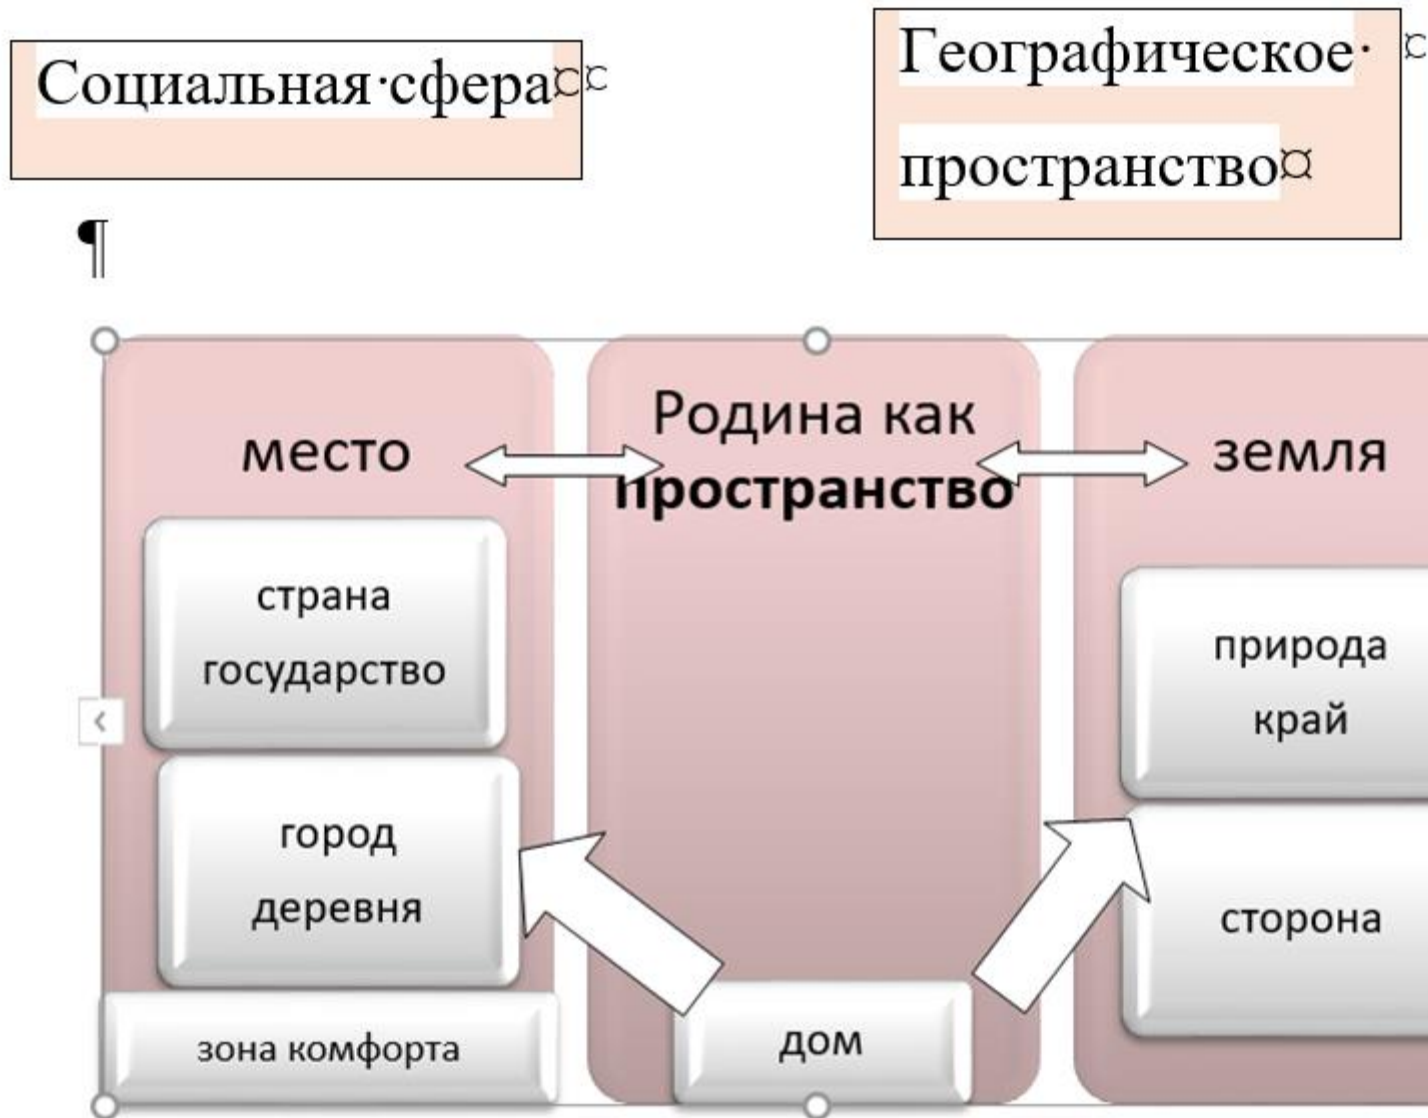 Социальная сфера
Географическое
пространство
место
Родина как
пространство
земля
страна
государство
город
деревня
зона комфорта
дом
природа
край
сторона